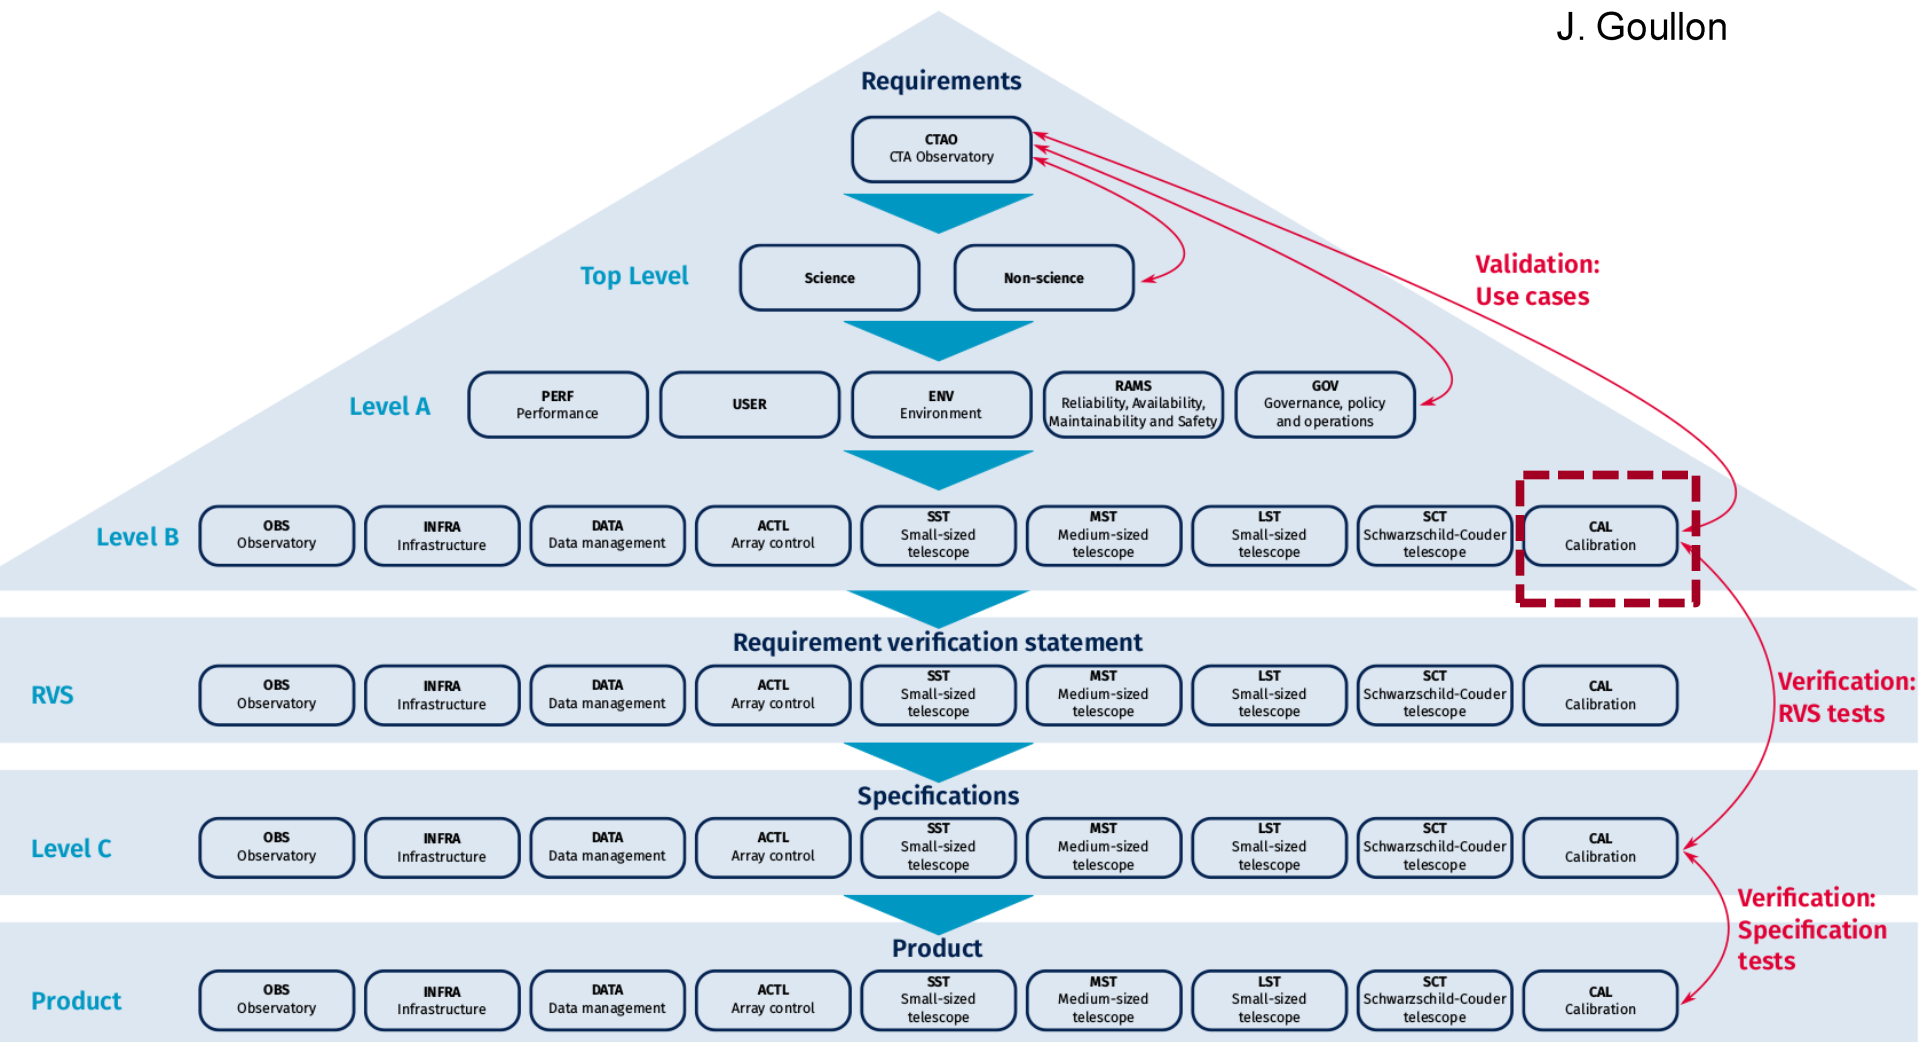 J. Goullon
Requirements
CTAO
CTA Observatory
Validation:
Use cases
Top Level
Science
Non-science
Level A
PERF
Performance
USER
ENV
Environment
RAMS
Reliability, Availability,
Maintainability and Safety
GOV
Governance, policy
and operations
Level B
OBS
Observatory
INFRA
Infrastructure
DATA
Data management
ACTL
Array control
SST
Small-sized
telescope
MST
Medium-sized
telescope
LST
Small-sized
telescope
SCT
Schwarzschild-Couder
telescope
CAL
Calibration
Requirement verification statement
RVS
OBS
Observatory
INFRA
Infrastructure
DATA
Data management
ACTL
Array control
SST
Small-sized
telescope
MST
Medium-sized
telescope
LST
Small-sized
telescope
SCT
Schwarzschild-Couder
telescope
CAL
Calibration
Verification:
RVS tests
Specifications
Level C
OBS
Observatory
INFRA
Infrastructure
DATA
Data management
ACTL
Array control
SST
Small-sized
telescope
MST
Medium-sized
telescope
LST
Small-sized
telescope
SCT
Schwarzschild-Couder
telescope
CAL
Calibration
Verification:
Specification
tests
Product
Product
OBS
Observatory
INFRA
Infrastructure
DATA
Data management
ACTL
Array control
SST
Small-sized
telescope
MST
Medium-sized
telescope
LST
Small-sized
telescope
SCT
Schwarzschild-Couder
telescope
CAL
Calibration